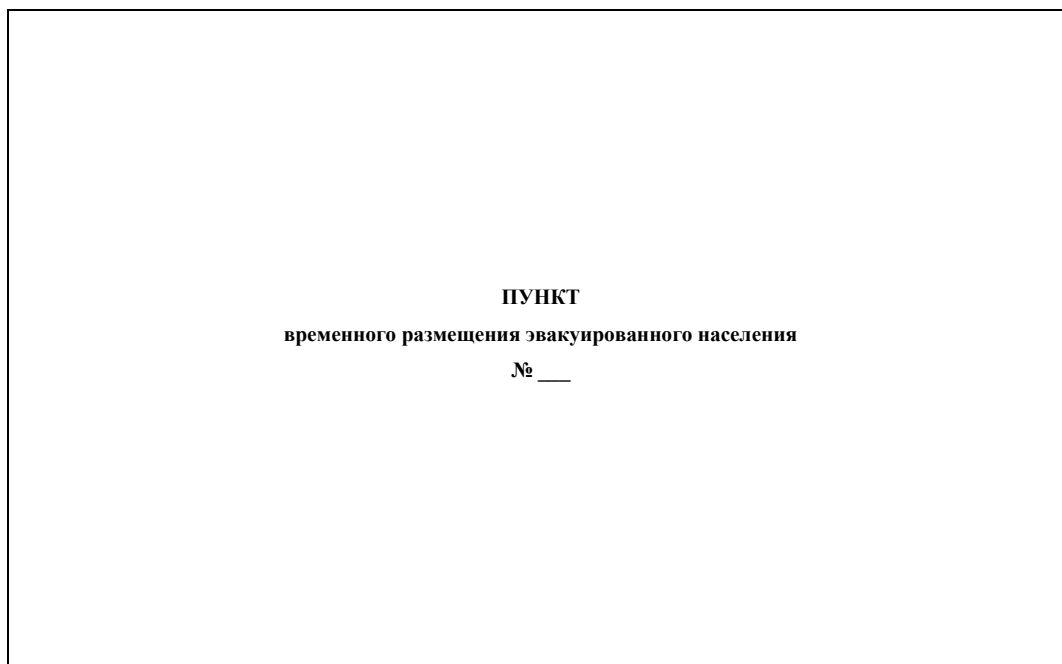 ПУНКТ
временного размещения эвакуированного населения
№ ___